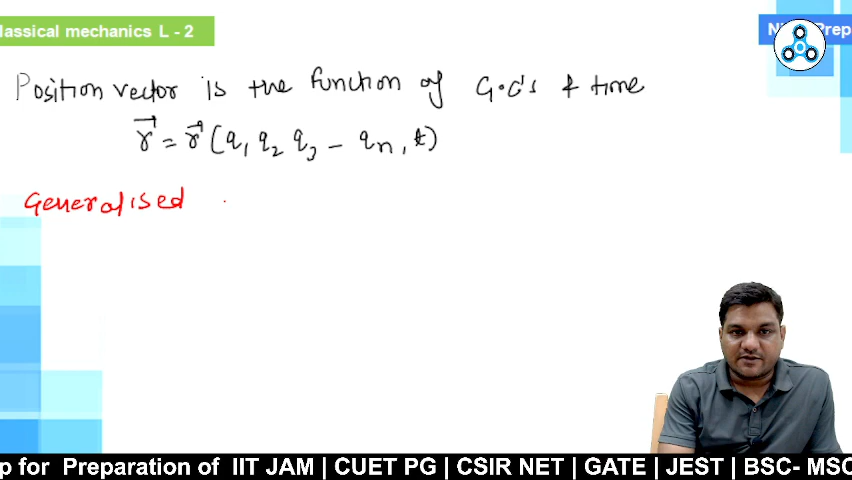 lassical mechanics L - 2
Prep
Position vector is the function of G.C's & time
r⃗ = r⃗ (q₁ q₂ q₃ – qₙ, t)
Generalised
p for Preparation of IIT JAM | CUET PG | CSIR NET | GATE | JEST | BSC- MSC